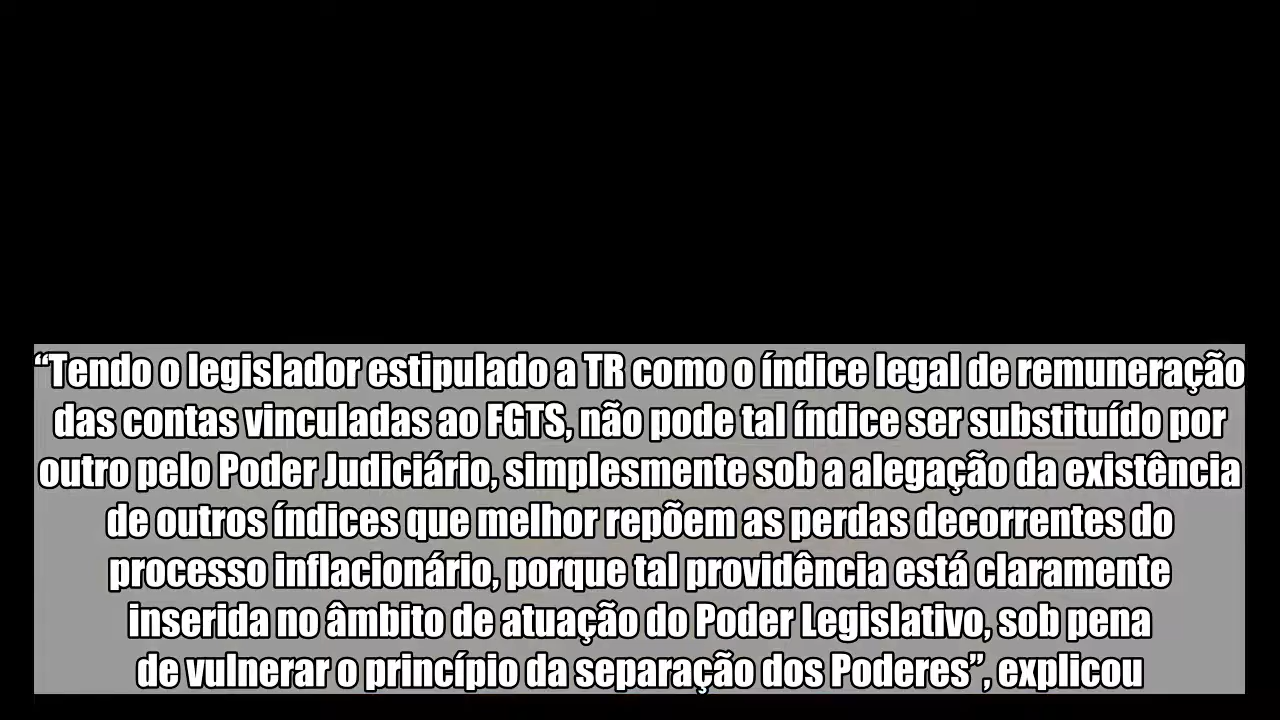 “Tendo o legislador estipulado a TR como o índice legal de remuneração
das contas vinculadas ao FGTS, não pode tal índice ser substituído por
outro pelo Poder Judiciário, simplesmente sob a alegação da existência
de outros índices que melhor repõem as perdas decorrentes do
processo inflacionário, porque tal providência está claramente
inserida no âmbito de atuação do Poder Legislativo, sob pena
de vulnerar o princípio da separação dos Poderes”, explicou